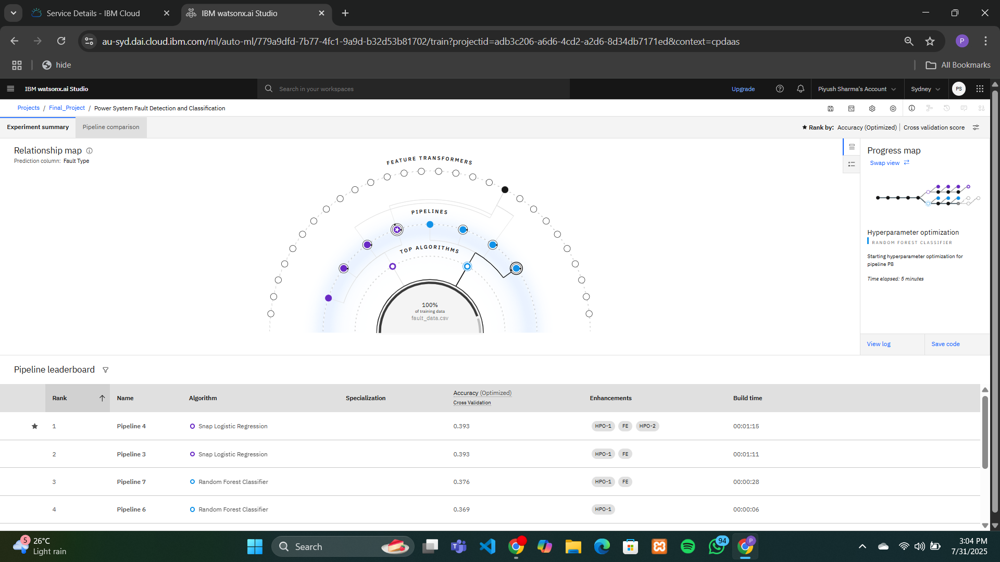 Service Details - IBM Cloud
IBM watsonx.ai Studio
au-syd.dai.cloud.ibm.com/ml/auto-ml/779a9dfd-7b77-4fc1-9a9d-b32d53b81702/train?projectid=adb3c206-a6d6-4cd2-a2d6-8d34db7171ed&context=cpdaas
P
hide
All Bookmarks
IBM watsonx.ai Studio
Search in your workspaces
Upgrade
Piyush Sharma's Account
Sydney
PS
Projects / Final_Project / Power System Fault Detection and Classification
Experiment summary
Pipeline comparison
Rank by: Accuracy (Optimized) | Cross validation score
Relationship map
Prediction column: Fault Type
FEATURE TRANSFORMERS
PIPELINES
TOP ALGORITHMS
100%
of training data
fault_data.csv
Progress map
Swap view
Hyperparameter optimization
RANDOM FOREST CLASSIFIER
Starting hyperparameter optimization for
pipeline P8
Time elapsed: 5 minutes
View log
Save code
Pipeline leaderboard
Rank Name Algorithm Specialization Accuracy (Optimized) Enhancements Build time
Cross Validation
1 Pipeline 4 Snap Logistic Regression 0.393 HPO-1 FE HPO-2 00:01:15
2 Pipeline 3 Snap Logistic Regression 0.393 HPO-1 FE 00:01:11
3 Pipeline 7 Random Forest Classifier 0.376 HPO-1 FE 00:00:28
4 Pipeline 6 Random Forest Classifier 0.369 HPO-1 00:00:06
5
26°C
Light rain
Search
94
P
3:04 PM
7/31/2025